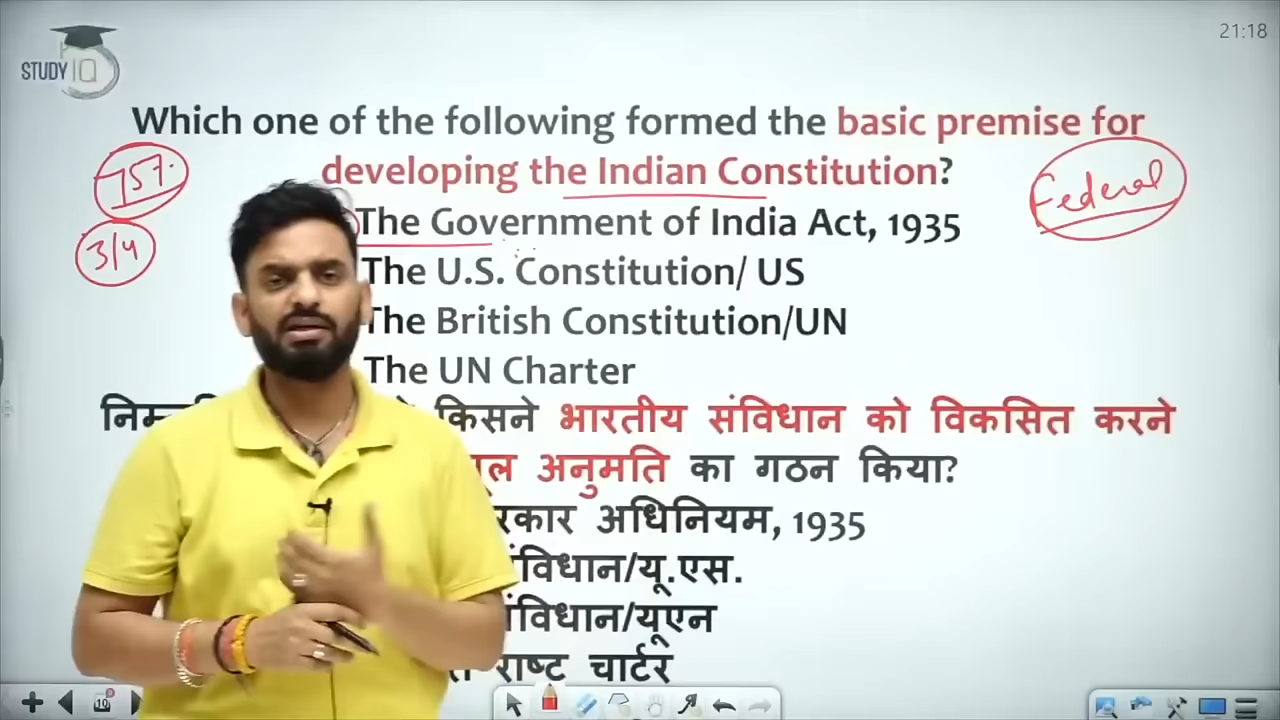 21:18
STUDY IQ
Which one of the following formed the basic premise for
developing the Indian Constitution?
75%.
Federal
3/4
The Government of India Act, 1935
The U.S. Constitution/ US
The British Constitution/UN
The UN Charter
किसने भारतीय संविधान को विकसित करने
अनुमति का गठन किया?
अधिनियम, 1935
संविधान/यू.एस.
संविधान/यूएन
राष्ट चार्टर
10